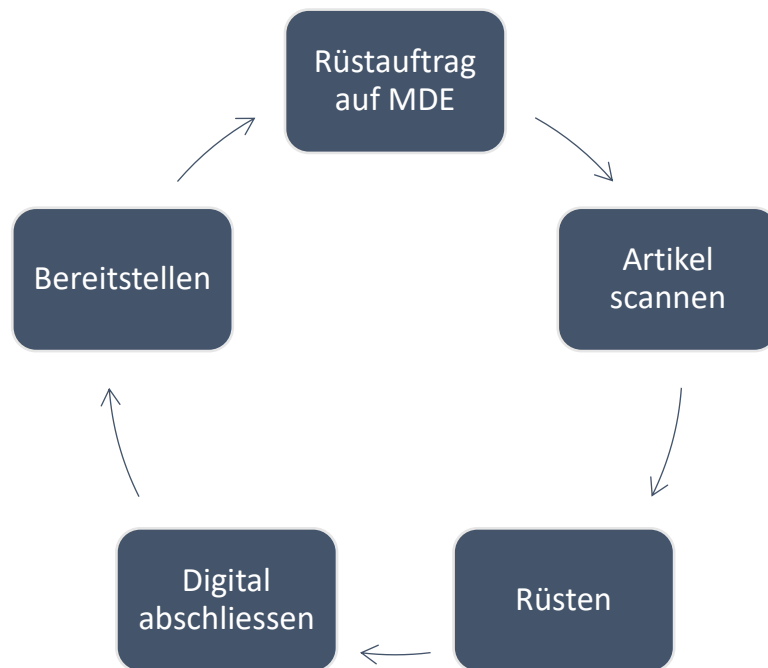 Rüstauftrag
auf MDE
Artikel
scannen
Rüsten
Digital
abschliessen
Bereitstellen